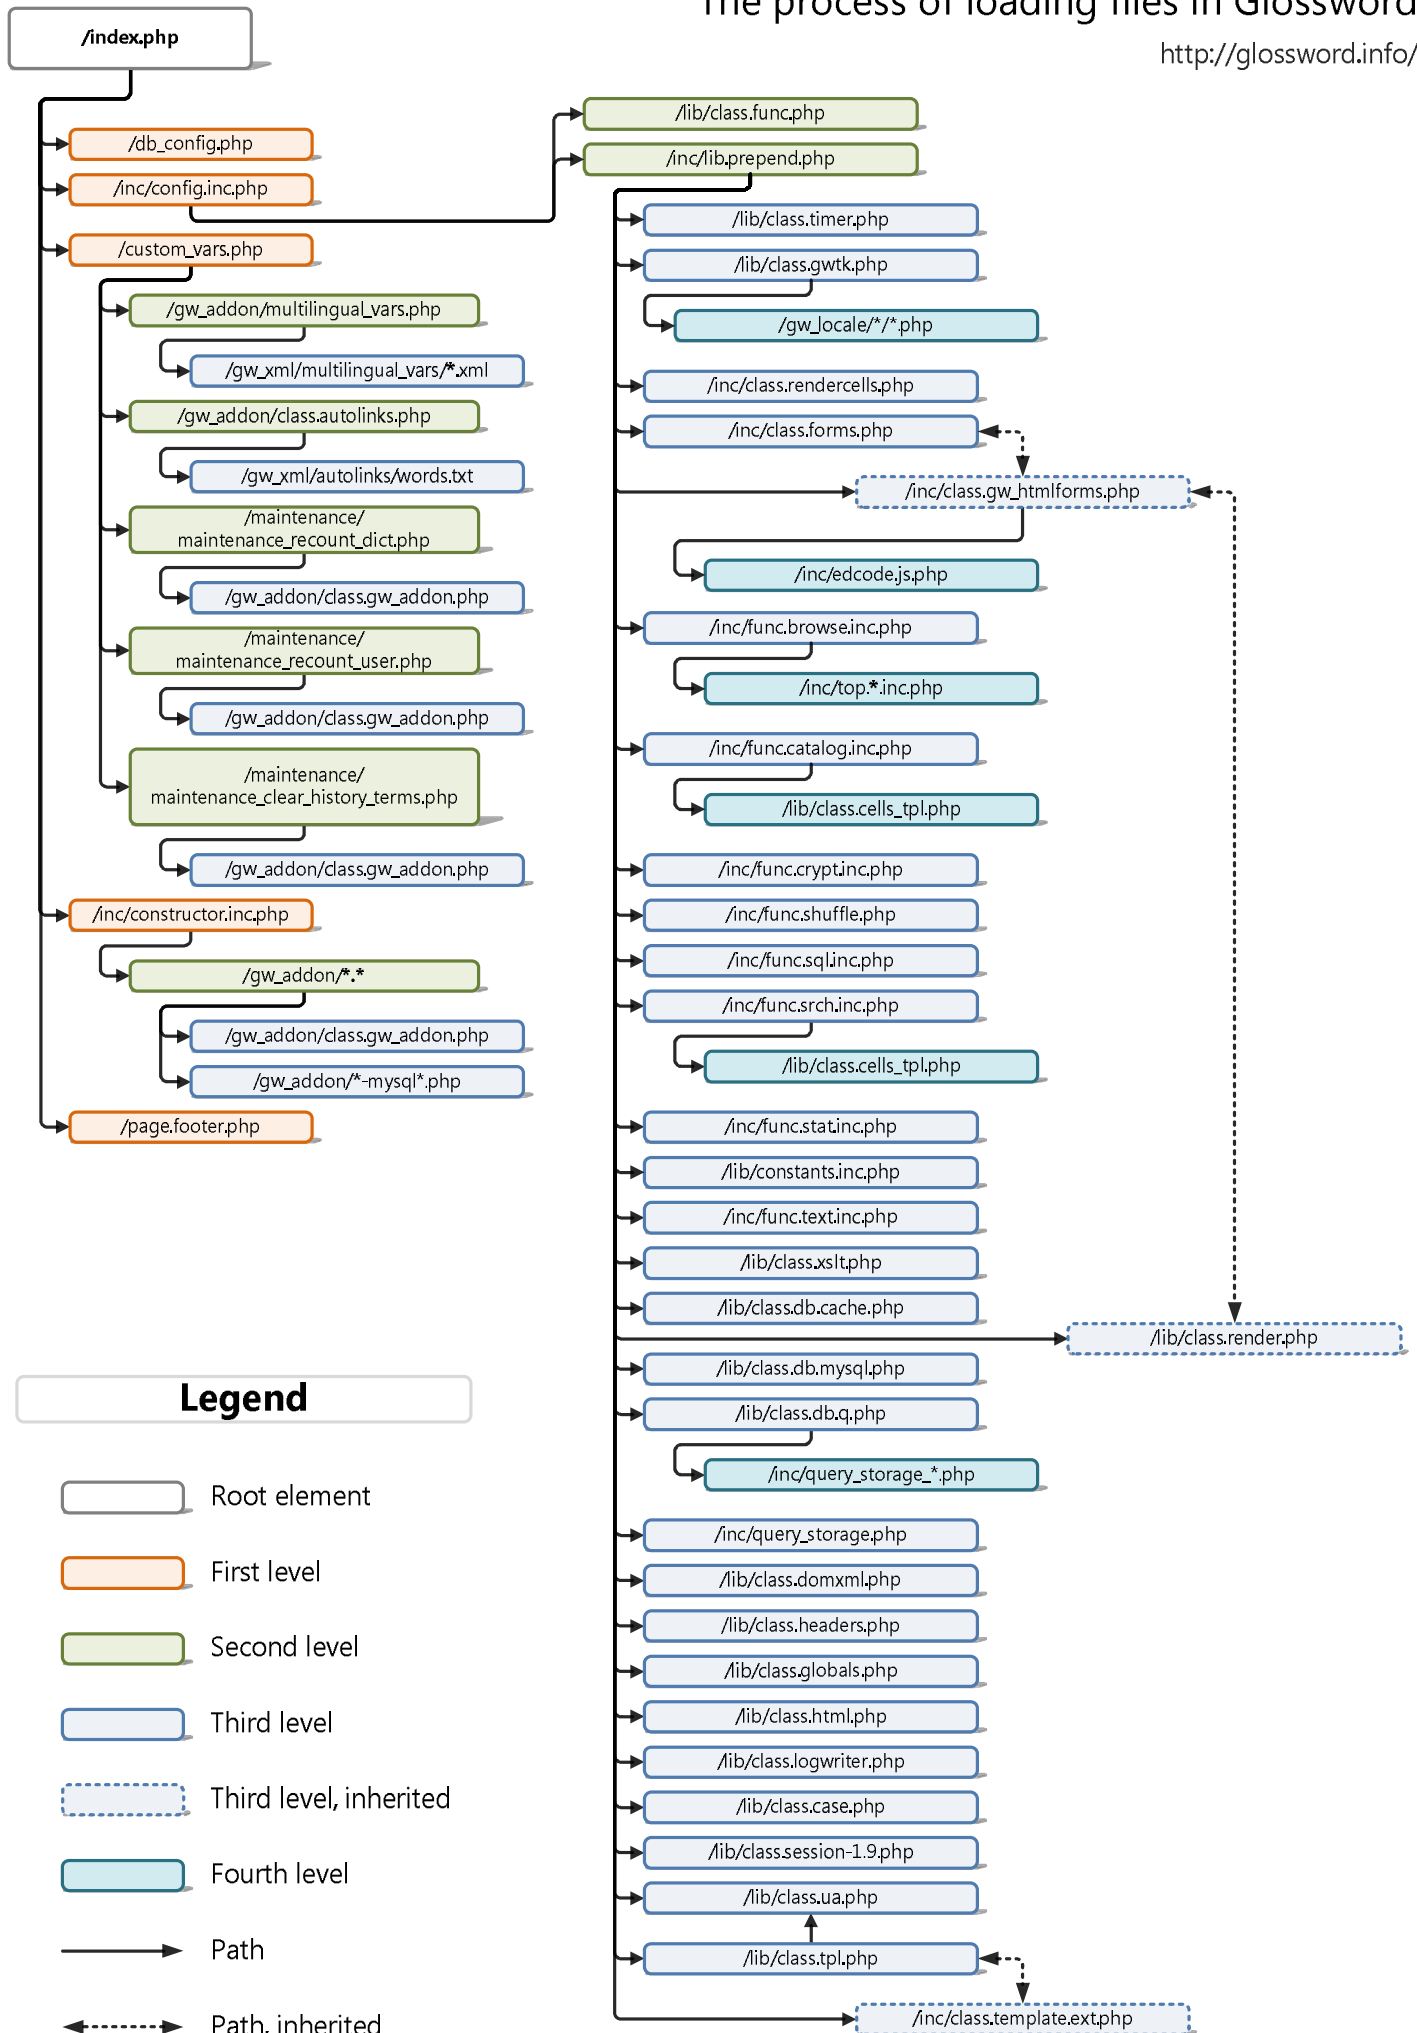 The process of loading files in Glossword
http://glossword.info/
/index.php
/db_config.php
/inc/config.inc.php
/custom_vars.php
/gw_addon/multilingual_vars.php
/gw_xml/multilingual_vars/*.xml
/gw_addon/class.autolinks.php
/gw_xml/autolinks/words.txt
/maintenance/
maintenance_recount_dict.php
/gw_addon/class.gw_addon.php
/maintenance/
maintenance_recount_user.php
/gw_addon/class.gw_addon.php
/maintenance/
maintenance_clear_history_terms.php
/gw_addon/class.gw_addon.php
/inc/constructor.inc.php
/gw_addon/*.*
/gw_addon/class.gw_addon.php
/gw_addon/*-mysql*.php
/page.footer.php
/lib/class.func.php
/inc/lib.prepend.php
/lib/class.timer.php
/lib/class.gwtk.php
/gw_locale/*/*.php
/inc/class.rendercells.php
/inc/class.forms.php
/inc/class.gw_htmlforms.php
/inc/edcode.js.php
/inc/func.browse.inc.php
/inc/top.*.inc.php
/inc/func.catalog.inc.php
/lib/class.cells_tpl.php
/inc/func.crypt.inc.php
/inc/func.shuffle.php
/inc/func.sql.inc.php
/inc/func.srch.inc.php
/lib/class.cells_tpl.php
/inc/func.stat.inc.php
/lib/constants.inc.php
/inc/func.text.inc.php
/lib/class.xslt.php
/lib/class.db.cache.php
/lib/class.render.php
/lib/class.db.mysql.php
/lib/class.db.q.php
/inc/query_storage_*.php
/inc/query_storage.php
/lib/class.domxml.php
/lib/class.headers.php
/lib/class.globals.php
/lib/class.html.php
/lib/class.logwriter.php
/lib/class.case.php
/lib/class.session-1.9.php
/lib/class.ua.php
/lib/class.tpl.php
/inc/class.template.ext.php
Legend
Root element
First level
Second level
Third level
Third level, inherited
Fourth level
Path
Path, inherited